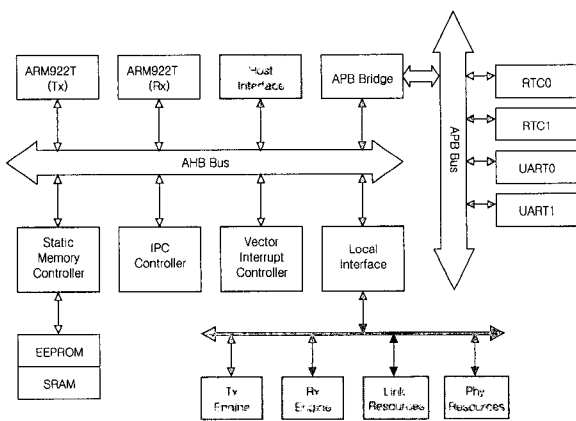 ARM922T
(Tx)
ARM922T
(Rx)
Host
Interface
APB Bridge
APB Bus
RTC0
RTC1
UART0
UART1
AHB Bus
Static
Memory
Controller
IPC
Controller
Vector
Interrupt
Controller
Local
Interface
EEPROM
SRAM
Tx
Engine
Rx
Engine
Link
Resources
Phy
Resources